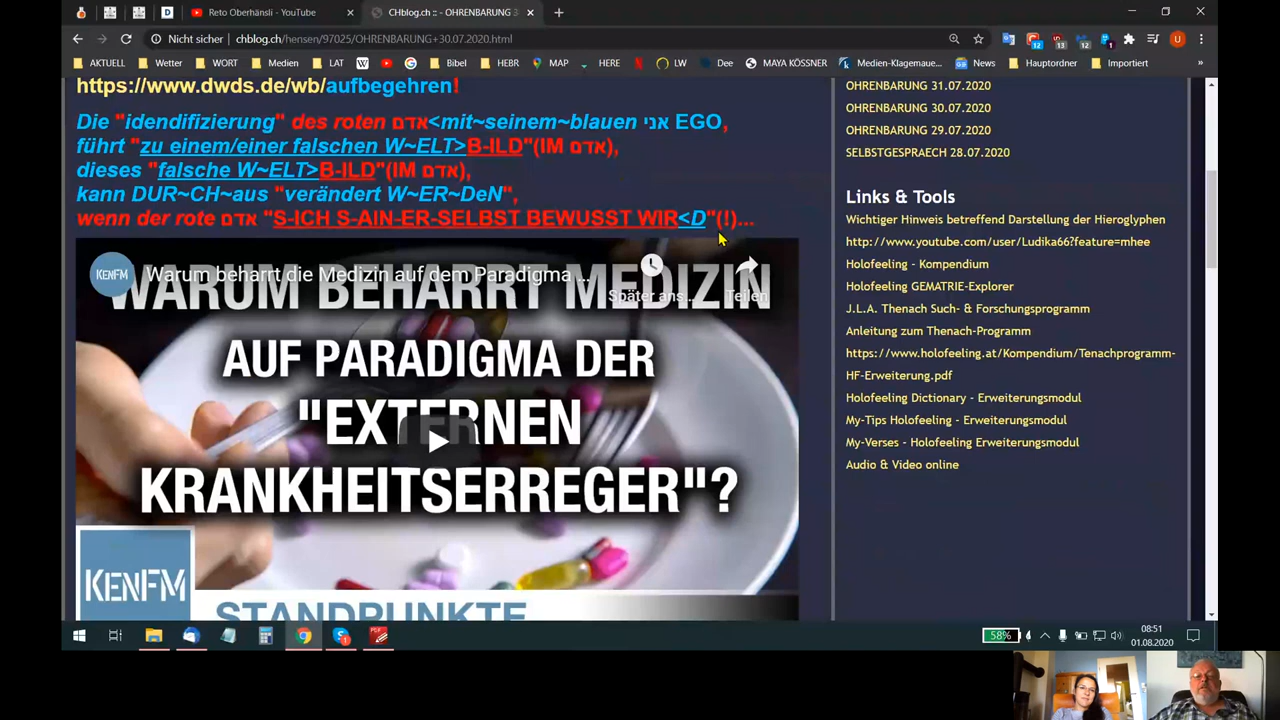 Reto Oberhänsli - YouTube
CHblog.ch :: - OHRENBARUNG 3
Nicht sicher | chblog.ch/hensen/97025/OHRENBARUNG+30.07.2020.html
AKTUELL Wetter WORT Medien LAT Bibel HEBR MAP HERE LW Dee MAYA KÖSSNER Medien-Klagemaue... News Hauptordner Importiert »
https://www.dwds.de/wb/aufbegehren!
Die "idendifizierung" des roten אדם<mit~seinem~blauen אני EGO,
führt "zu einem/einer falschen W~ELT>B-ILD"(IM אדם),
dieses "falsche W~ELT>B-ILD"(IM אדם),
kann DUR~CH~aus "verändert W~ER~DeN",
wenn der rote אדם "S-ICH S-AIN-ER-SELBST BEWUSST WIR<D"(!)...
KENFM
Warum beharrt die Medizin auf dem Paradigma ...
Später ans ...
Teilen
WARUM BEHARRT MEDIZIN
AUF PARADIGMA DER
"EXTERNEN
KRANKHEITSERREGER"?
KENFM
STANDPUNKTE
OHRENBARUNG 31.07.2020
OHRENBARUNG 30.07.2020
OHRENBARUNG 29.07.2020
SELBSTGESPRAECH 28.07.2020
Links & Tools
Wichtiger Hinweis betreffend Darstellung der Hieroglyphen
http://www.youtube.com/user/Ludika66?feature=mhee
Holofeeling - Kompendium
Holofeeling GEMATRIE-Explorer
J.L.A. Thenach Such- & Forschungsprogramm
Anleitung zum Thenach-Programm
https://www.holofeeling.at/Kompendium/Tenachprogramm-
HF-Erweiterung.pdf
Holofeeling Dictionary - Erweiterungsmodul
My-Tips Holofeeling - Erweiterungsmodul
My-Verses - Holofeeling Erweiterungsmodul
Audio & Video online
58%
08:51
01.08.2020